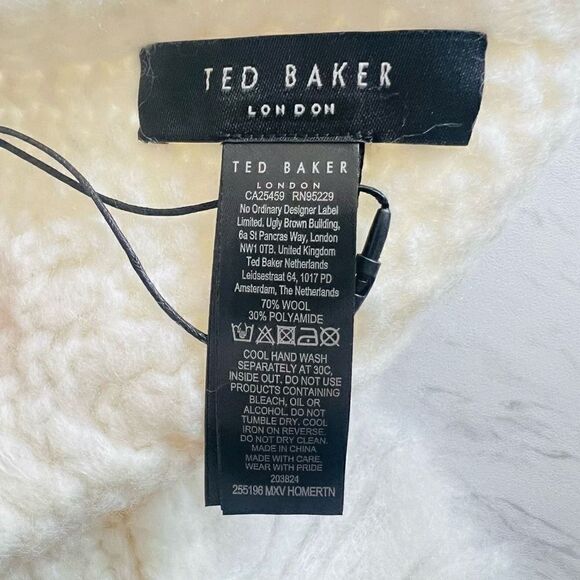 TED BAKER
LONDON
TED BAKER
LONDON
CA25459 RN95229
No Ordinary Designer Label
Limited, Ugly Brown Building,
6a St Pancras Way, London
NW1 0TB. United Kingdom
Ted Baker Netherlands
Leidsestraat 64, 1017 PD
Amsterdam, The Netherlands
70% WOOL
30% POLYAMIDE
COOL HAND WASH
SEPARATELY AT 30C,
INSIDE OUT. DO NOT USE
PRODUCTS CONTAINING
BLEACH, OIL OR
ALCOHOL. DO NOT
TUMBLE DRY. COOL
IRON ON REVERSE.
DO NOT DRY CLEAN.
MADE IN CHINA
MADE WITH CARE,
WEAR WITH PRIDE
203824
255196 MXV HOMERTN